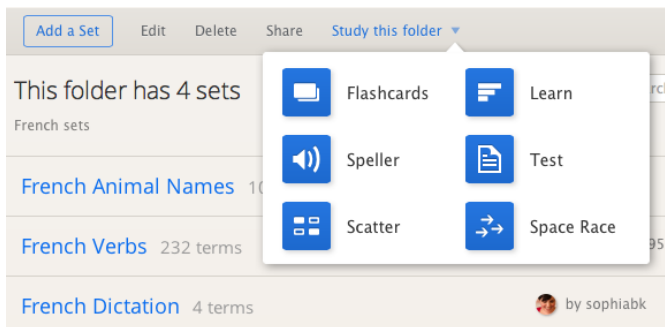 Add a Set Edit Delete Share Study this folder
This folder has 4 sets
French sets
Flashcards Learn
Speller Test
Scatter Space Race
French Animal Names
French Verbs 232 terms
French Dictation 4 terms by sophiabk